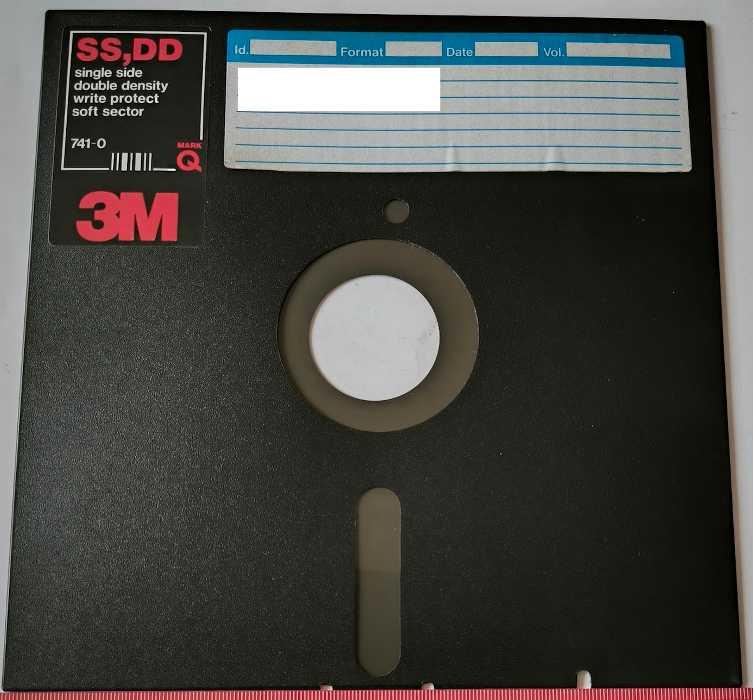 SS,DD
single side
double density
write protect
soft sector
741-0
MARK
Q
3M
Id. Format Date Vol.